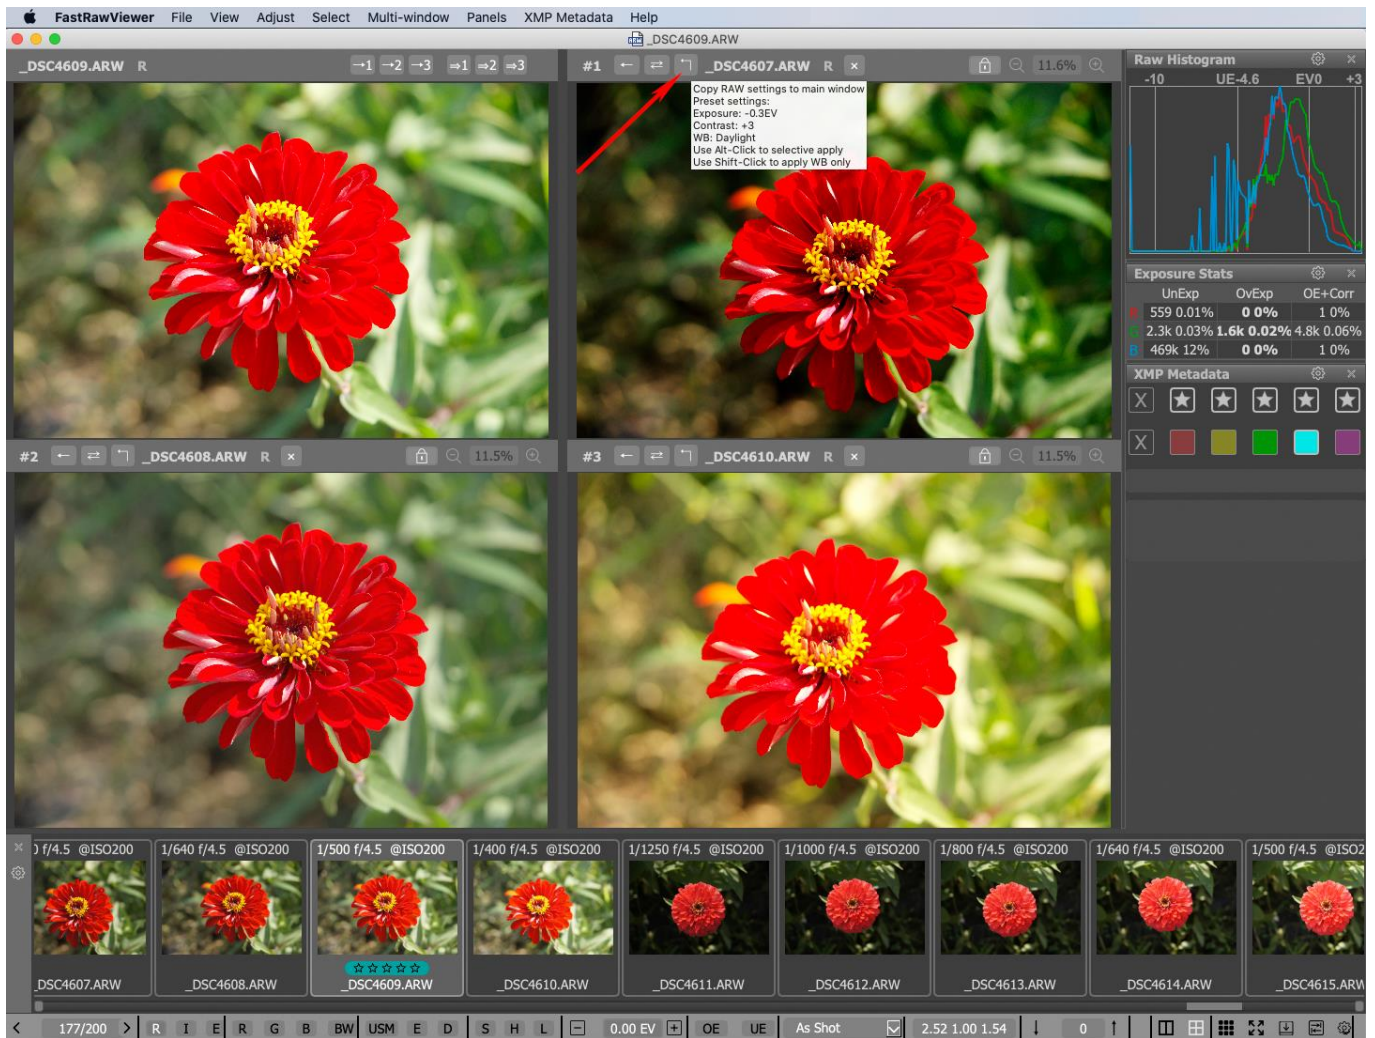 FastRawViewer File View Adjust Select Multi-window Panels XMP Metadata Help
_DSC4609.ARW
_DSC4609.ARW R →1 →2 →3 ⇒1 ⇒2 ⇒3
#1 _DSC4607.ARW R × 11.6%
Copy RAW settings to main window
Preset settings:
Exposure: -0.3EV
Contrast: +3
WB: Daylight
Use Alt-Click to selective apply
Use Shift-Click to apply WB only
Raw Histogram
-10 UE-4.6 EV0 +3
Exposure Stats
UnExp OvExp OE+Corr
R 559 0.01% 0 0% 1 0%
G 2.3k 0.03% 1.6k 0.02% 4.8k 0.06%
B 469k 12% 0 0% 1 0%
XMP Metadata
X
X
#2 _DSC4608.ARW R × 11.5%
#3 _DSC4610.ARW R × 11.5%
f/4.5 @ISO200
_DSC4607.ARW
1/640 f/4.5 @ISO200
_DSC4608.ARW
1/500 f/4.5 @ISO200
_DSC4609.ARW
1/400 f/4.5 @ISO200
_DSC4610.ARW
1/1250 f/4.5 @ISO200
_DSC4611.ARW
1/1000 f/4.5 @ISO200
_DSC4612.ARW
1/800 f/4.5 @ISO200
_DSC4613.ARW
1/640 f/4.5 @ISO200
_DSC4614.ARW
1/500 f/4.5 @ISO2
_DSC4615.ARW
177/200 R I E R G B BW USM E D S H L 0.00 EV OE UE As Shot 2.52 1.00 1.54 0